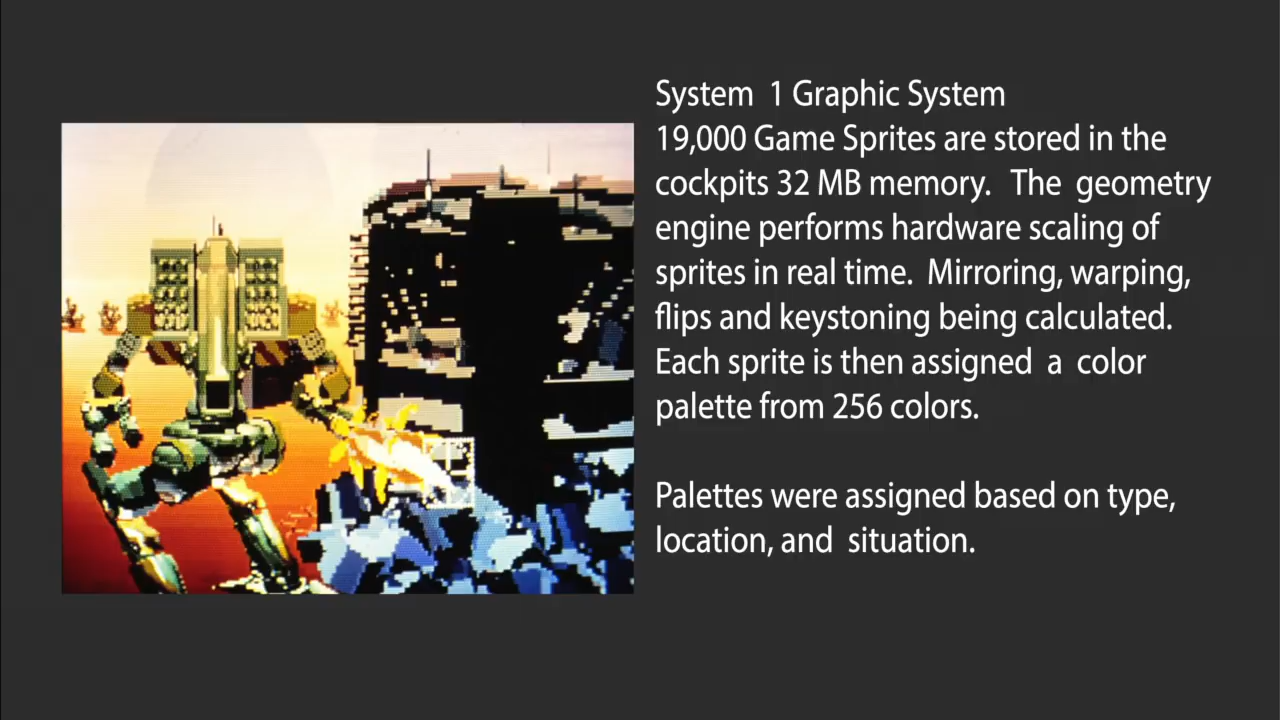 System  1 Graphic System
19,000 Game Sprites are stored in the
cockpits 32 MB memory.   The  geometry
engine performs hardware scaling of
sprites in real time.  Mirroring, warping,
flips and keystoning being calculated.
Each sprite is then assigned  a  color
palette from 256 colors.

Palettes were assigned based on type,
location, and  situation.